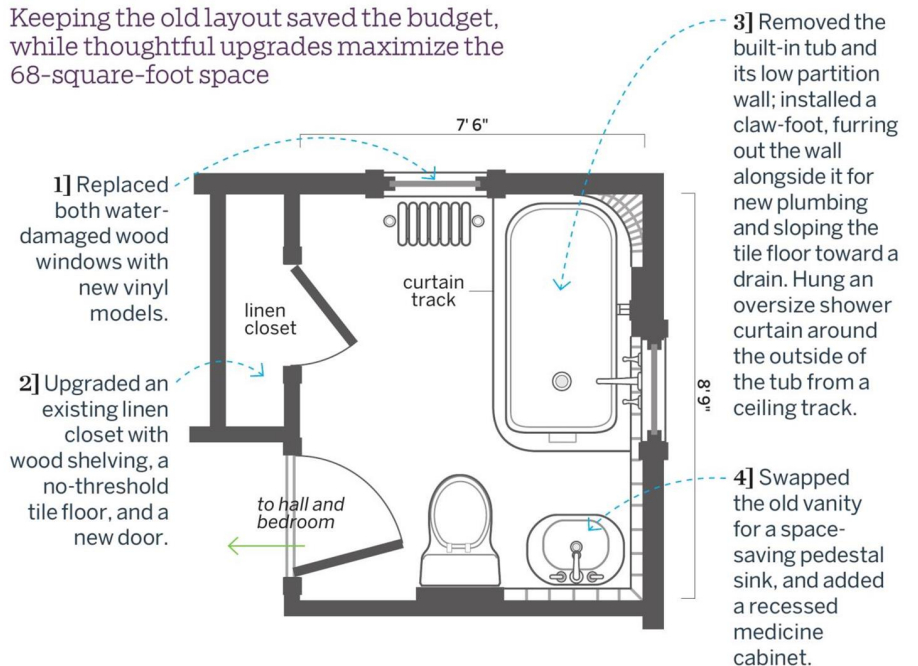 Keeping the old layout saved the budget,
while thoughtful upgrades maximize the
68-square-foot space
7' 6"
1] Replaced
both water-
damaged wood
windows with
new vinyl
models.
2] Upgraded an
existing linen
closet with
wood shelving, a
no-threshold
tile floor, and a
new door.
linen
closet
curtain
track
to hall and
bedroom
8' 9"
3] Removed the
built-in tub and
its low partition
wall; installed a
claw-foot, furring
out the wall
alongside it for
new plumbing
and sloping the
tile floor toward a
drain. Hung an
oversize shower
curtain around
the outside of
the tub from a
ceiling track.
4] Swapped
the old vanity
for a space-
saving pedestal
sink, and added
a recessed
medicine
cabinet.